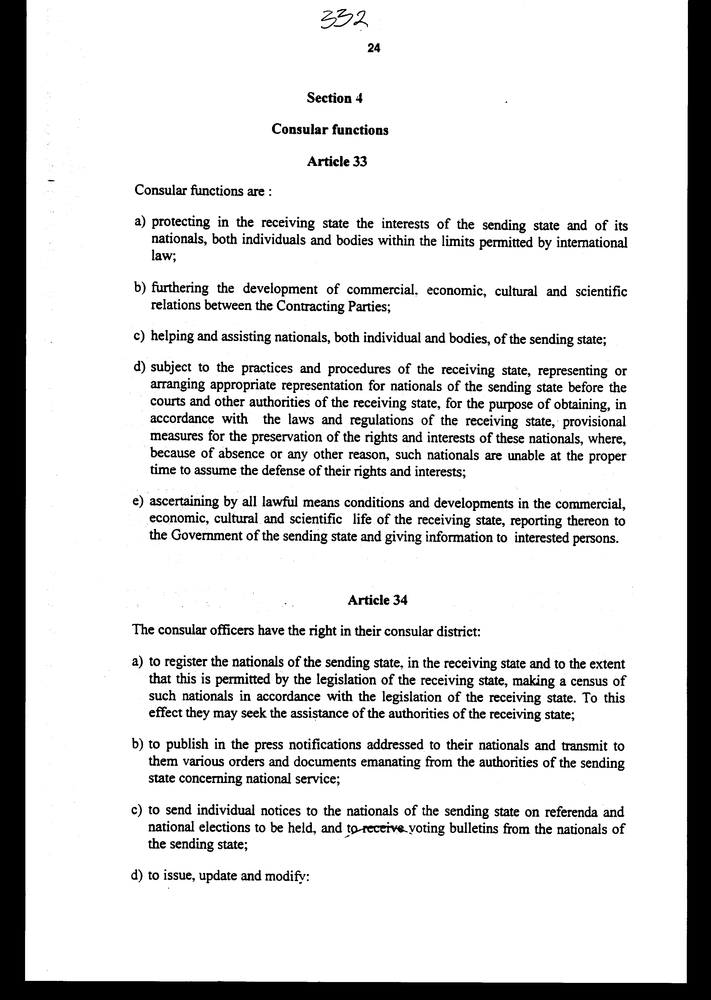 332
24
Section 4
Consular functions
Article 33
Consular functions are :
a) protecting in the receiving state the interests of the sending state and of its
nationals, both individuals and bodies within the limits permitted by international
law;
b) furthering the development of commercial. economic, cultural and scientific
relations between the Contracting Parties;
c) helping and assisting nationals, both individual and bodies, of the sending state;
d) subject to the practices and procedures of the receiving state, representing or
arranging appropriate representation for nationals of the sending state before the
courts and other authorities of the receiving state, for the purpose of obtaining, in
accordance with the laws and regulations of the receiving state, provisional
measures for the preservation of the rights and interests of these nationals, where,
because of absence or any other reason, such nationals are unable at the proper
time to assume the defense of their rights and interests;
e) ascertaining by all lawful means conditions and developments in the commercial,
economic, cultural and scientific life of the receiving state, reporting thereon to
the Government of the sending state and giving information to interested persons.
Article 34
The consular officers have the right in their consular district:
a) to register the nationals of the sending state, in the receiving state and to the extent
that this is permitted by the legislation of the receiving state, making a census of
such nationals in accordance with the legislation of the receiving state. To this
effect they may seek the assistance of the authorities of the receiving state;
b) to publish in the press notifications addressed to their nationals and transmit to
them various orders and documents emanating from the authorities of the sending
state concerning national service;
c) to send individual notices to the nationals of the sending state on referenda and
national elections to be held, and to receive voting bulletins from the nationals of
the sending state;
d) to issue, update and modify: